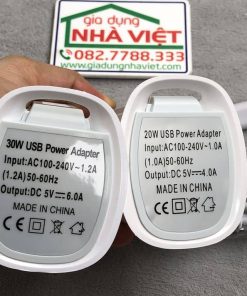 gia dụng
NHÀ VIỆT
082.7788.333
www.giadungnhaviet.com
30W USB Power Adapter
Input:AC100-240V~1.2A
(1.2A)50-60Hz
Output:DC 5V⎓6.0A
MADE IN CHINA
20W USB Power Adapter
Input:AC100-240V~1.0A
(1.0A)50-60Hz
Output:DC 5V⎓4.0A
MADE IN CHINA
CE